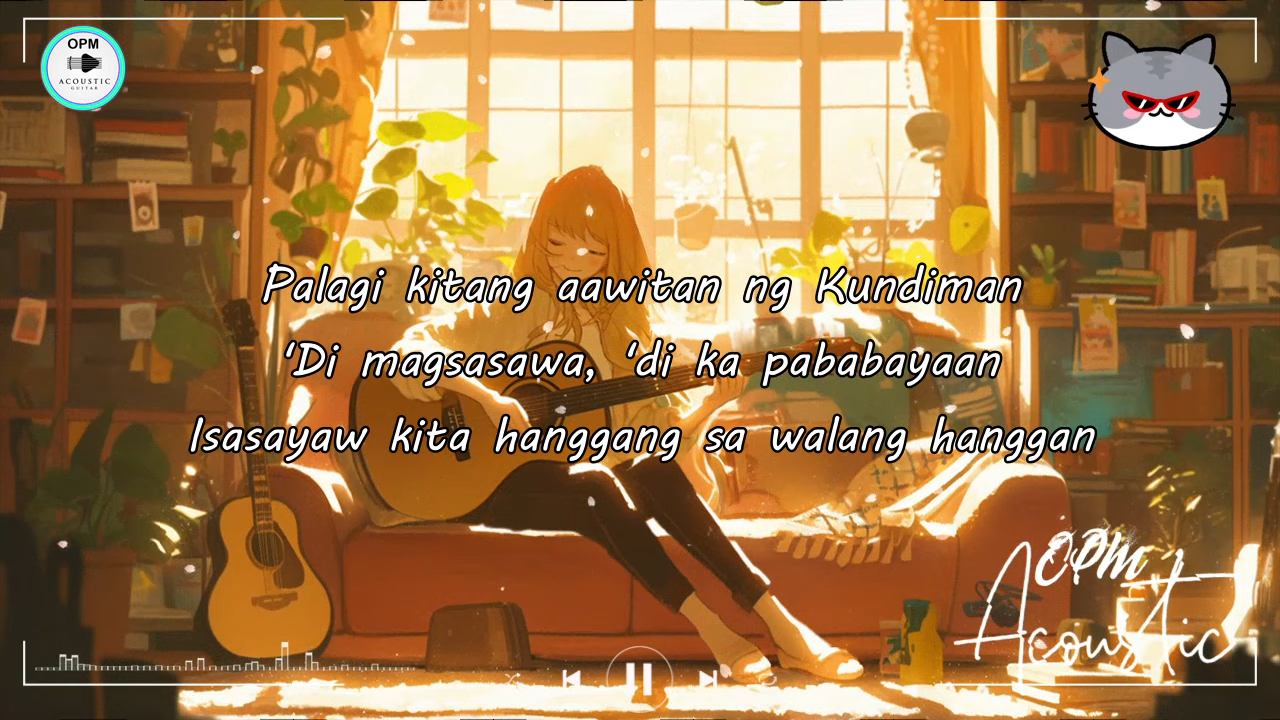 OPM
ACOUSTIC
GUITAR
Palagi kitang aawitan ng Kundiman
'Di magsasawa, 'di ka pababayaan
Isasayaw kita hanggang sa walang hanggan
OPM
Acoustic